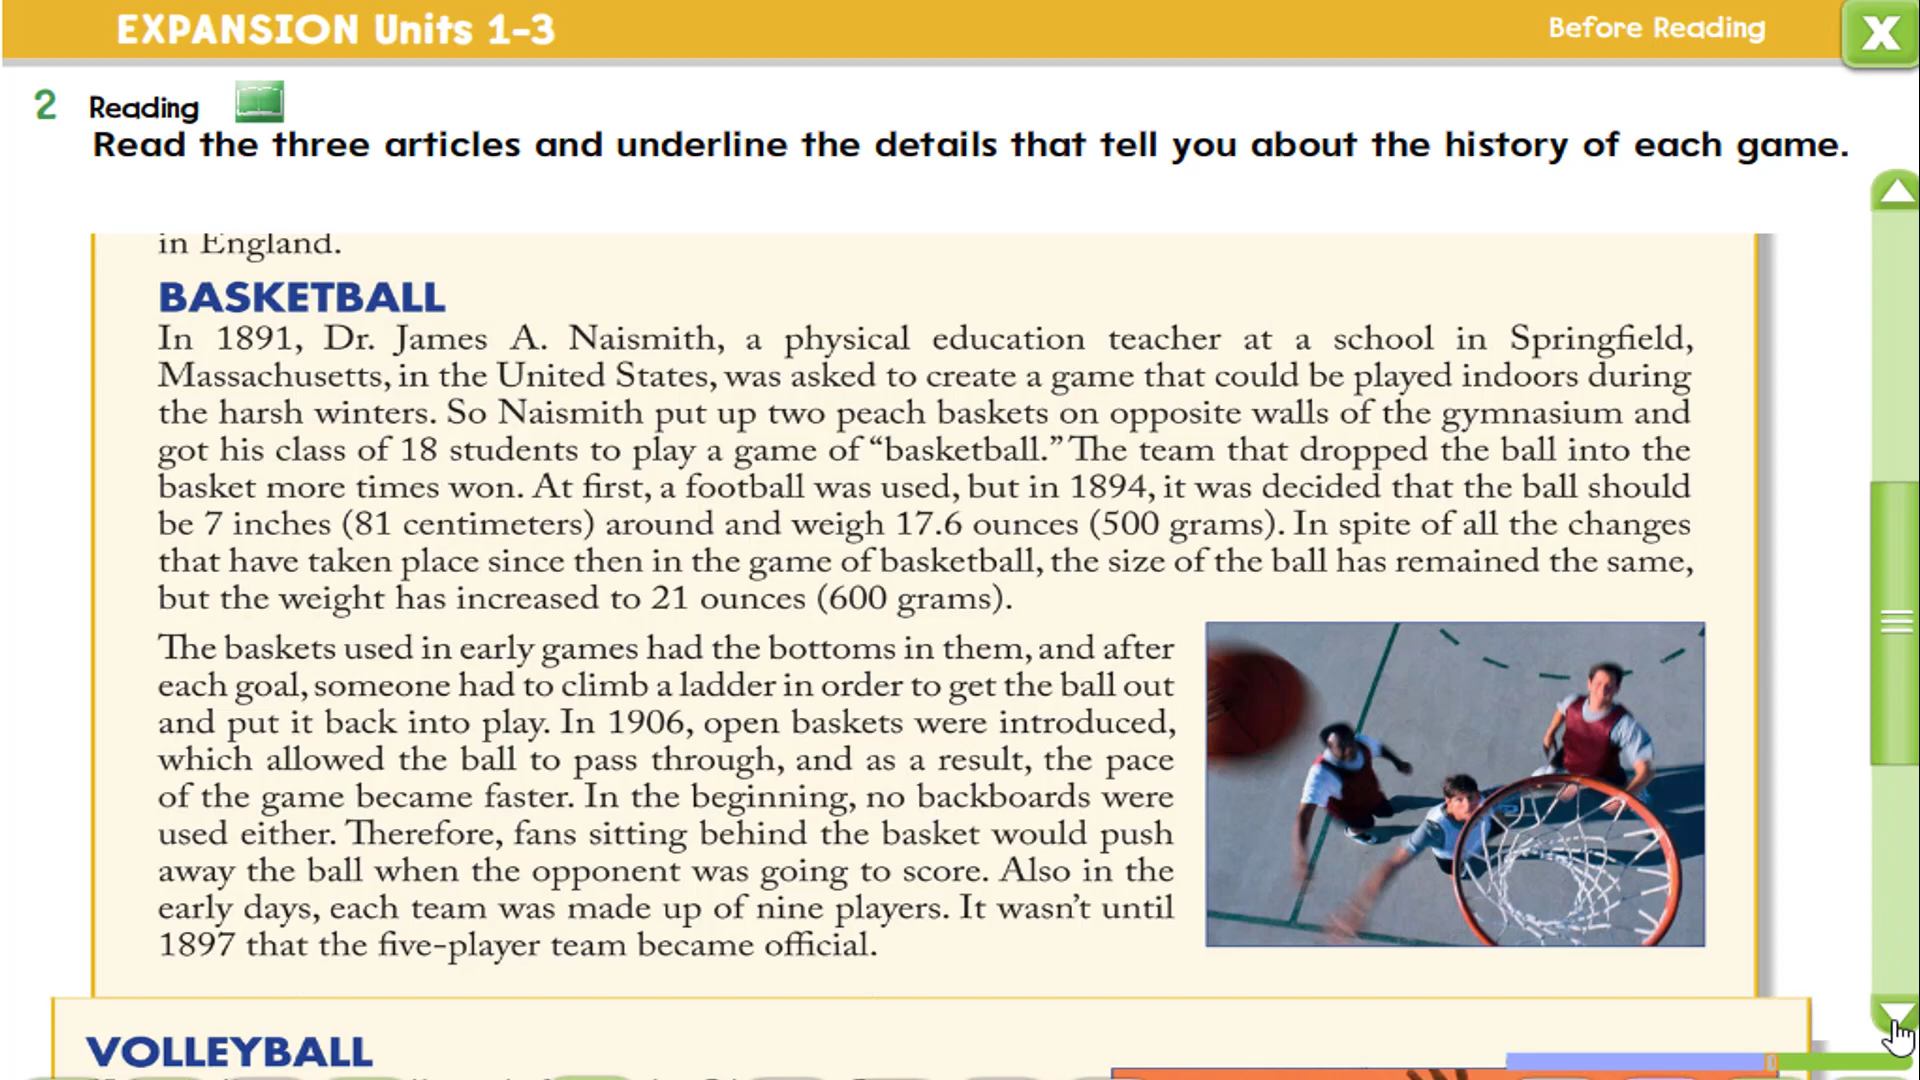 EXPANSION Units 1-3
Before Reading
X
2 Reading
Read the three articles and underline the details that tell you about the history of each game.
in England.
BASKETBALL
In 1891, Dr. James A. Naismith, a physical education teacher at a school in Springfield,
Massachusetts, in the United States, was asked to create a game that could be played indoors during
the harsh winters. So Naismith put up two peach baskets on opposite walls of the gymnasium and
got his class of 18 students to play a game of “basketball.” The team that dropped the ball into the
basket more times won. At first, a football was used, but in 1894, it was decided that the ball should
be 7 inches (81 centimeters) around and weigh 17.6 ounces (500 grams). In spite of all the changes
that have taken place since then in the game of basketball, the size of the ball has remained the same,
but the weight has increased to 21 ounces (600 grams).
The baskets used in early games had the bottoms in them, and after
each goal, someone had to climb a ladder in order to get the ball out
and put it back into play. In 1906, open baskets were introduced,
which allowed the ball to pass through, and as a result, the pace
of the game became faster. In the beginning, no backboards were
used either. Therefore, fans sitting behind the basket would push
away the ball when the opponent was going to score. Also in the
early days, each team was made up of nine players. It wasn’t until
1897 that the five-player team became official.
VOLLEYBALL